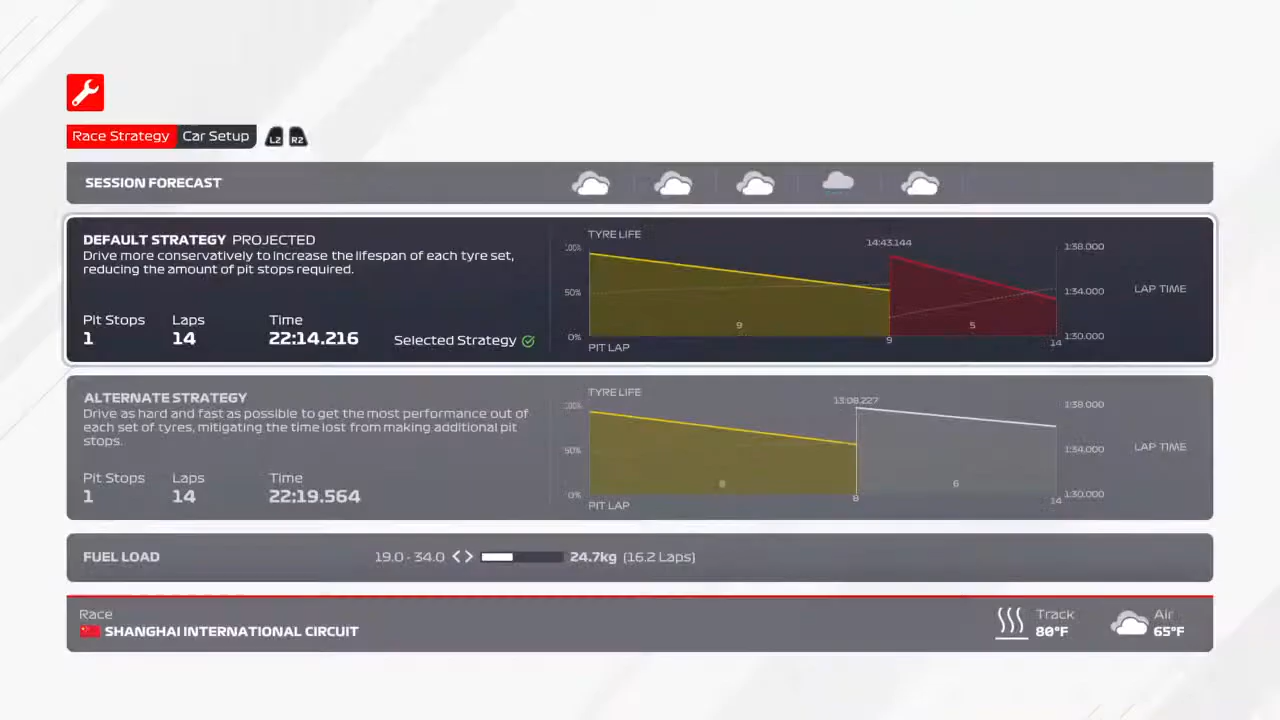 Race Strategy Car Setup L2 R2
SESSION FORECAST
DEFAULT STRATEGY PROJECTED
Drive more conservatively to increase the lifespan of each tyre set,
reducing the amount of pit stops required.
Pit Stops Laps Time
1 14 22:14.216 Selected Strategy
TYRE LIFE
14:43.144
100% 1:38.000
50% 1:34.000 LAP TIME
9 5
0% 1:30.000
PIT LAP 9 14
ALTERNATE STRATEGY
Drive as hard and fast as possible to get the most performance out of
each set of tyres, mitigating the time lost from making additional pit
stops.
Pit Stops Laps Time
1 14 22:19.564
TYRE LIFE
13:08.227
100% 1:38.000
50% 1:34.000 LAP TIME
8 6
0% 1:30.000
PIT LAP 8 14
FUEL LOAD 19.0 - 34.0 24.7kg (16.2 Laps)
Race
SHANGHAI INTERNATIONAL CIRCUIT
Track
80°F
Air
65°F